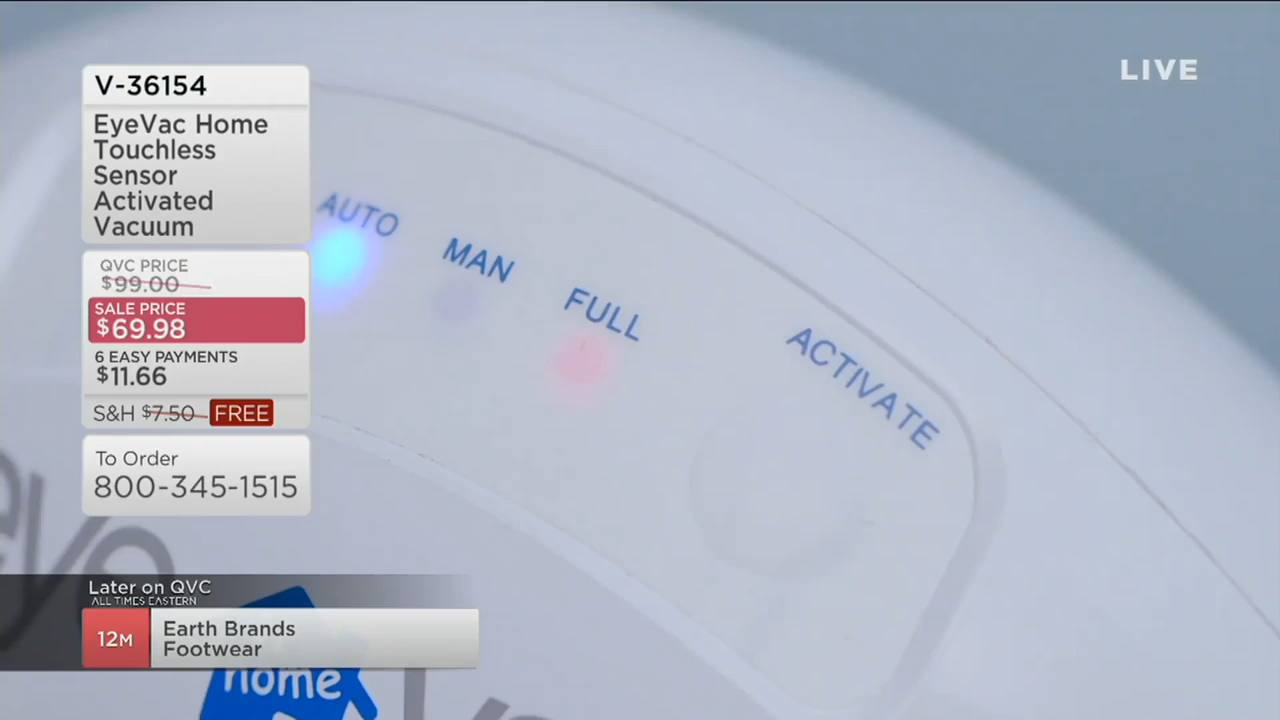 V-36154
EyeVac Home
Touchless
Sensor
Activated
Vacuum
QVC PRICE
$99.00
SALE PRICE
$69.98
6 EASY PAYMENTS
$11.66
S&H $7.50 FREE
To Order
800-345-1515
LIVE
AUTO
MAN
FULL
ACTIVATE
Later on QVC
ALL TIMES EASTERN
12M
Earth Brands
Footwear
home